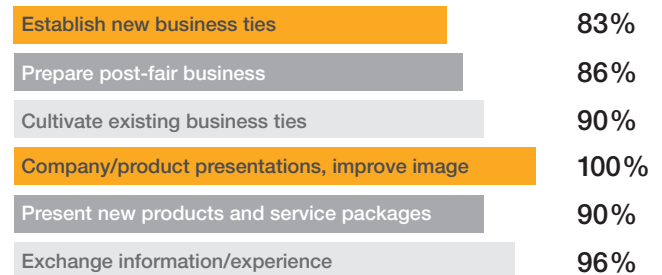 Establish new business ties 83%
Prepare post-fair business 86%
Cultivate existing business ties 90%
Company/product presentations, improve image 100%
Present new products and service packages 90%
Exchange information/experience 96%